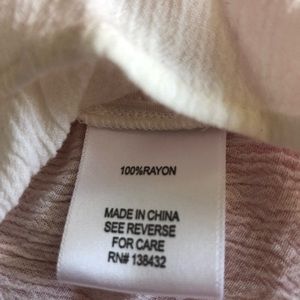 100%RAYON
MADE IN CHINA
SEE REVERSE
FOR CARE
RN# 138432